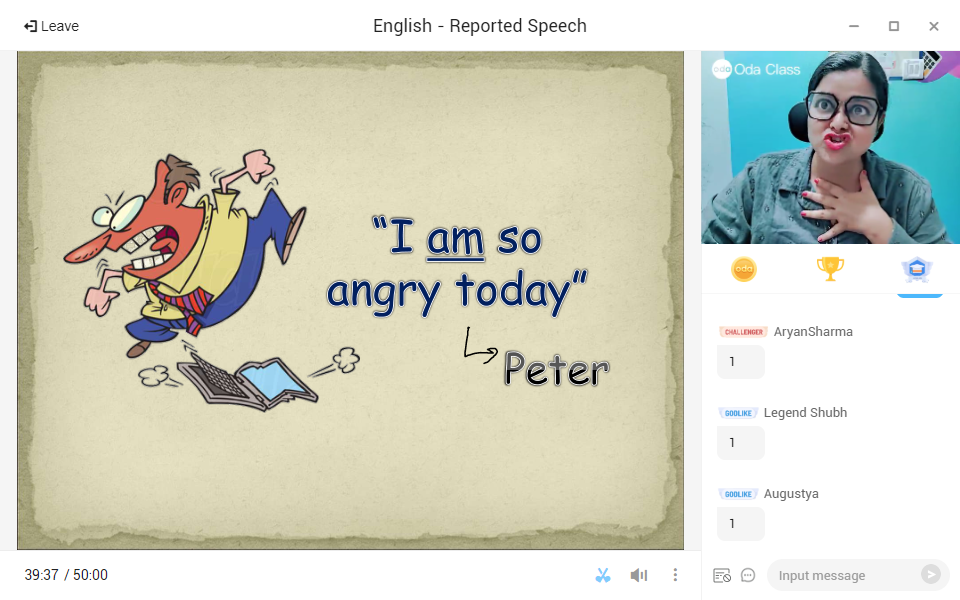 Leave
English - Reported Speech
oda Oda Class
“I am so
angry today”
Peter
oda
CHALLENGER AryanSharma
1
GODLIKE Legend Shubh
1
GODLIKE Augustya
1
39:37 / 50:00
Input message